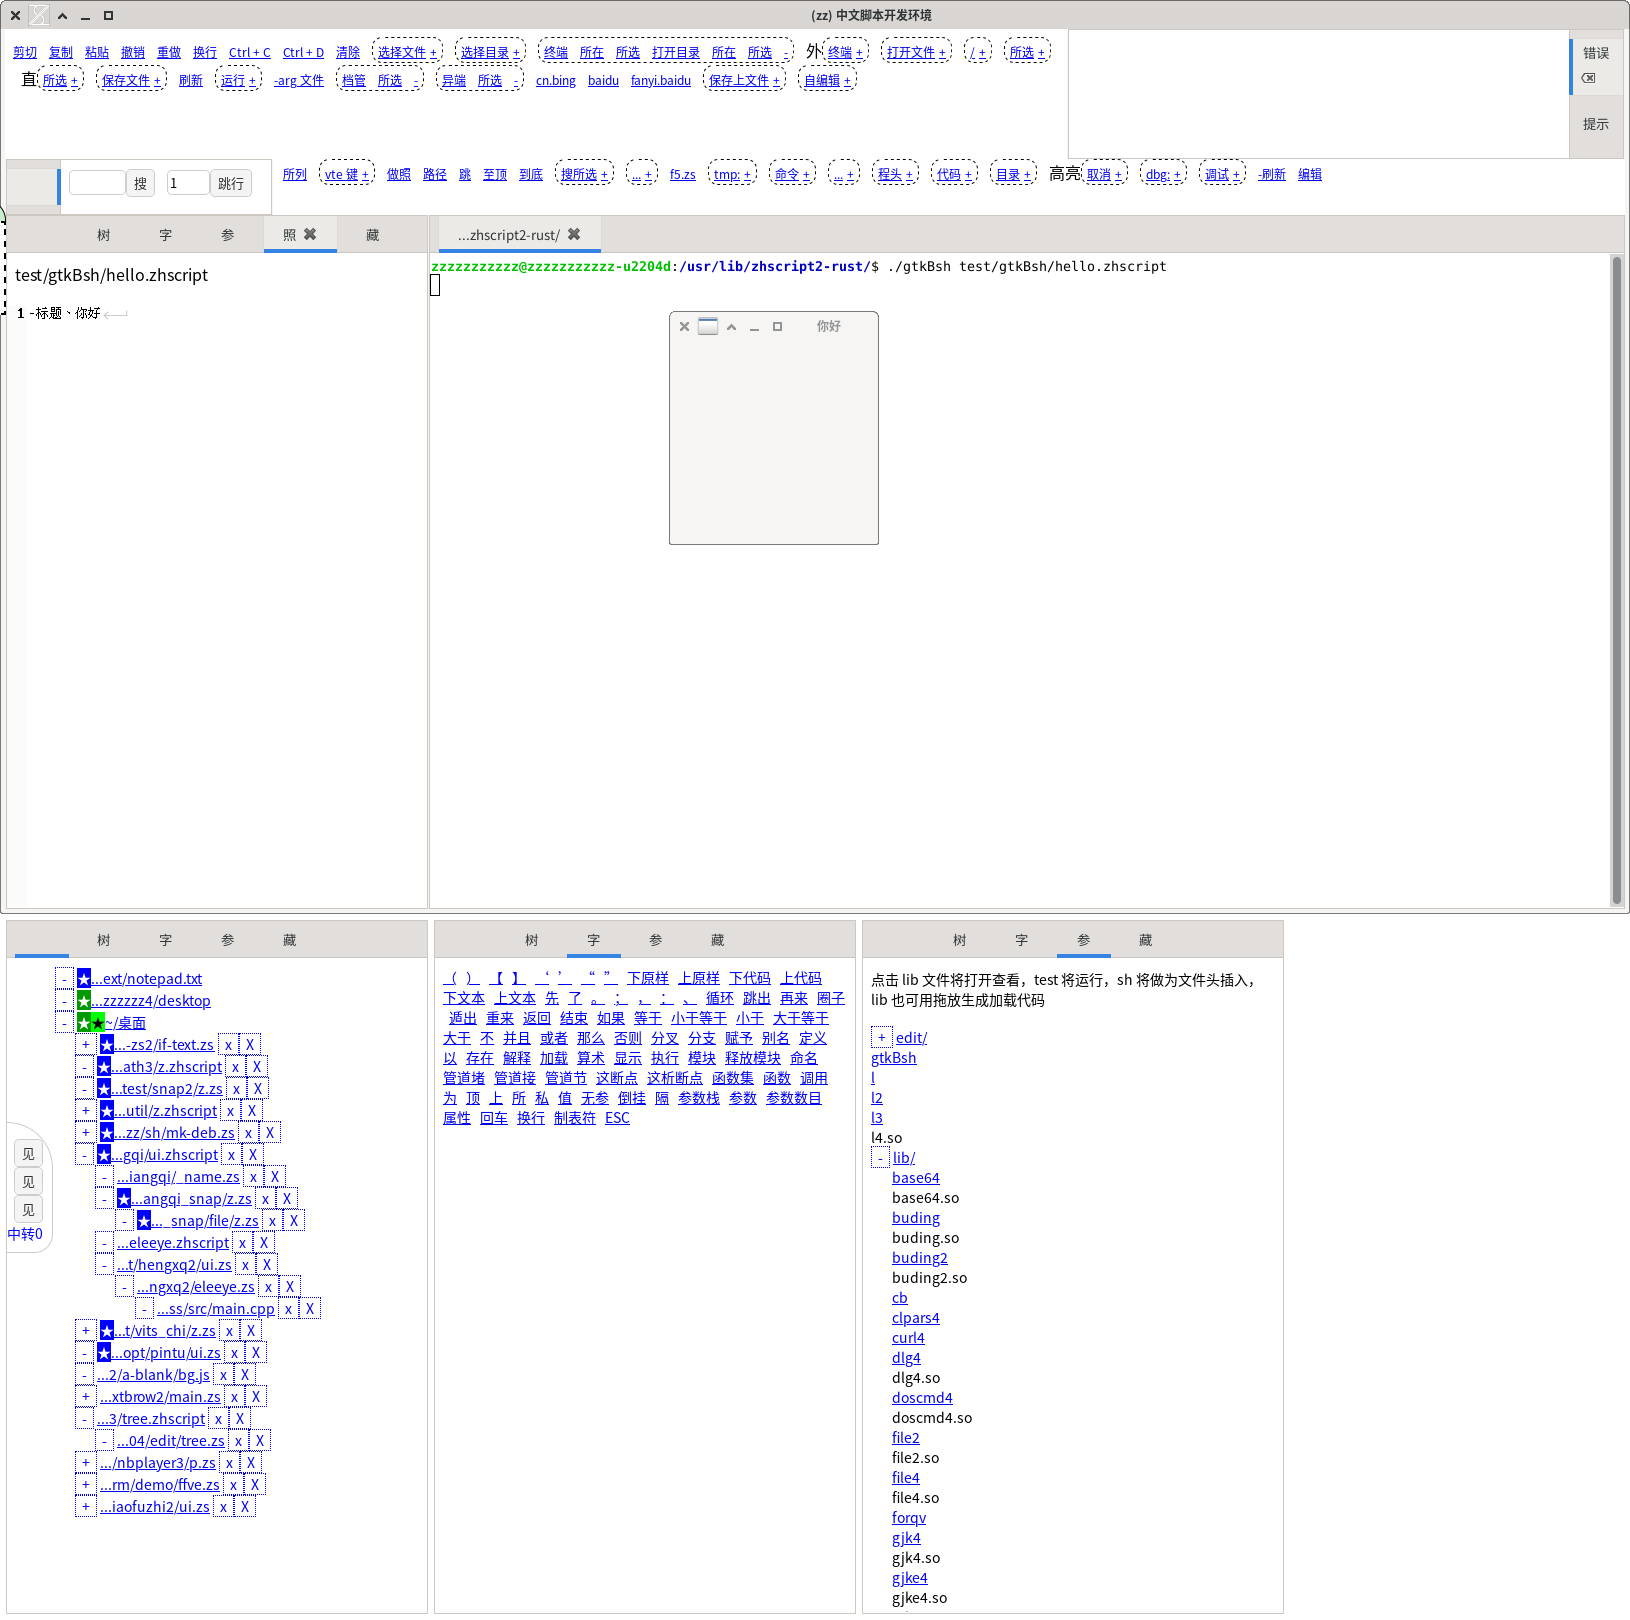 (zz) 中文脚本开发环境
剪切 复制 粘贴 撤销 重做 换行 Ctrl + C Ctrl + D 清除 选择文件 + 选择目录 + 终端 所在 所选 打开目录 所在 所选 - 外 终端 + 打开文件 + / + 所选 +
直 所选 + 保存文件 + 刷新 运行 + -arg 文件 档管 所选 - 异端 所选 - cn.bing baidu fanyi.baidu 保存上文件 + 自编辑 +
错误
提示
搜 1 跳行
所列 vte 键 + 做照 路径 跳 至顶 到底 搜所选 + ... + f5.zs tmp: + 命令 + ... + 程头 + 代码 + 目录 + 高亮 取消 + dbg: + 调试 + -刷新 编辑
树 字 参 照 藏
test/gtkBsh/hello.zhscript
1 -标题、你好
...zhscript2-rust/
zzzzzzzzzzz@zzzzzzzzzzz-u2204d:/usr/lib/zhscript2-rust/$ ./gtkBsh test/gtkBsh/hello.zhscript
你好
见
见
见
中转0
树 字 参 藏
- ★...ext/notepad.txt
- ★...zzzzzz4/desktop
- ★★~/桌面
+ ★...-zs2/if-text.zs x X
- ★...ath3/z.zhscript x X
- ★...test/snap2/z.zs x X
+ ★...util/z.zhscript x X
+ ★...zz/sh/mk-deb.zs x X
- ★...gqi/ui.zhscript x X
- ...iangqi/_name.zs x X
- ★...angqi_snap/z.zs x X
- ★..._snap/file/z.zs x X
- ...eleeye.zhscript x X
- ...t/hengxq2/ui.zs x X
- ...ngxq2/eleeye.zs x X
- ...ss/src/main.cpp x X
+ ★...t/vits_chi/z.zs x X
- ★...opt/pintu/ui.zs x X
- ...2/a-blank/bg.js x X
+ ...xtbrow2/main.zs x X
- ...3/tree.zhscript x X
- ...04/edit/tree.zs x X
+ .../nbplayer3/p.zs x X
+ ...rm/demo/ffve.zs x X
+ ...iaofuzhi2/ui.zs x X
树 字 参 藏
（ ） 【 】 ‘ ’ “ ” 下原样 上原样 下代码 上代码
下文本 上文本 先 了 。 ； ， ： 、 循环 跳出 再来 圈子
遁出 重来 返回 结束 如果 等于 小于等于 小于 大于等于
大于 不 并且 或者 那么 否则 分叉 分支 赋予 别名 定义
以 存在 解释 加载 算术 显示 执行 模块 释放模块 命名
管道堵 管道接 管道节 这断点 这析断点 函数集 函数 调用
为 顶 上 所 私 值 无参 倒挂 隔 参数栈 参数 参数数目
属性 回车 换行 制表符 ESC
树 字 参 藏
点击 lib 文件将打开查看，test 将运行，sh 将做为文件头插入，
lib 也可用拖放生成加载代码
+ edit/
gtkBsh
l
l2
l3
l4.so
- lib/
base64
base64.so
buding
buding.so
buding2
buding2.so
cb
clpars4
curl4
dlg4
dlg4.so
doscmd4
doscmd4.so
file2
file2.so
file4
file4.so
forqv
gjk4
gjk4.so
gjke4
gjke4.so